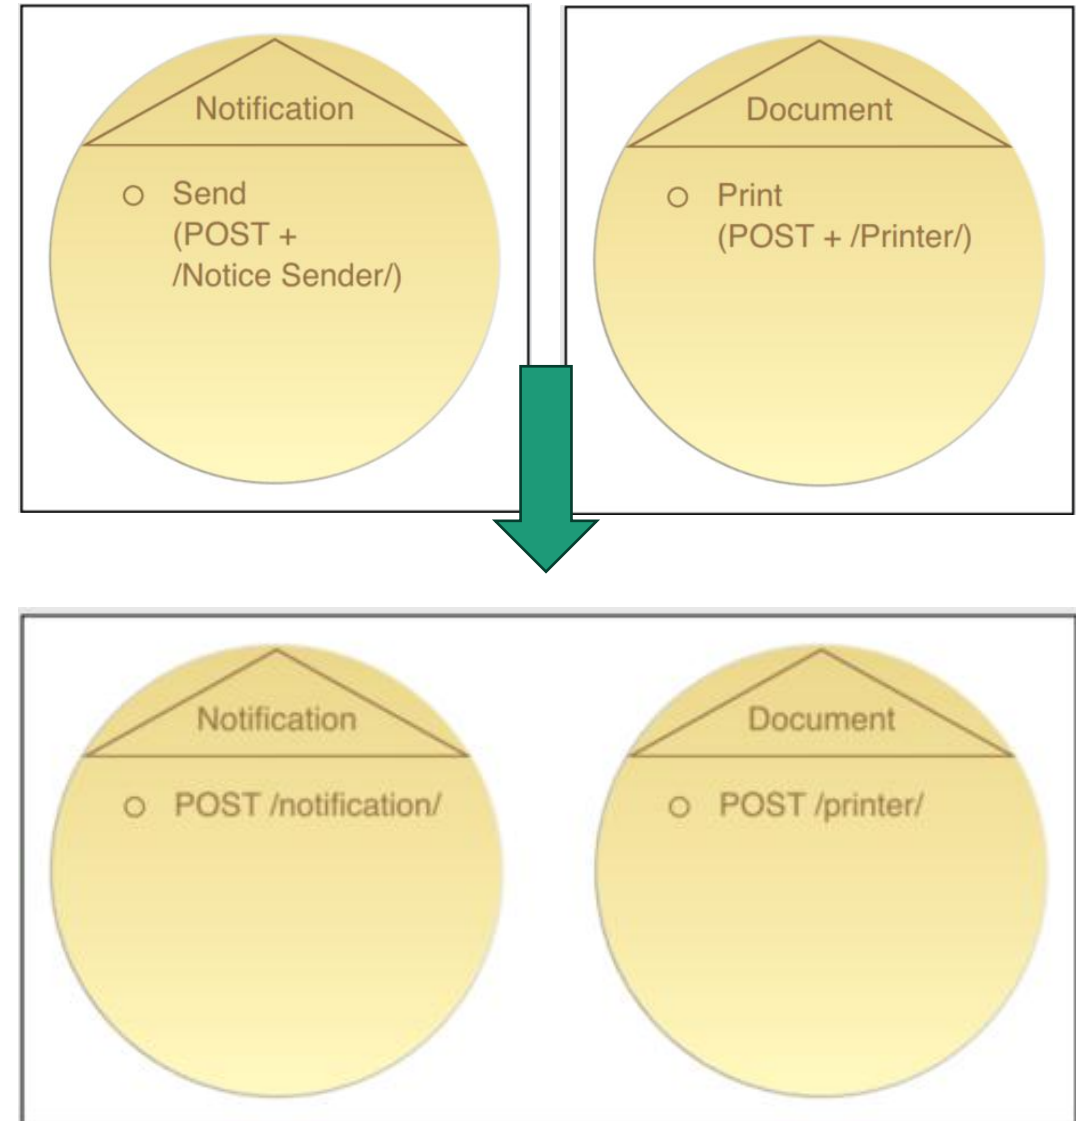 Notification
Send
(POST +
/Notice Sender/)
Document
Print
(POST + /Printer/)
Notification
POST /notification/
Document
POST /printer/